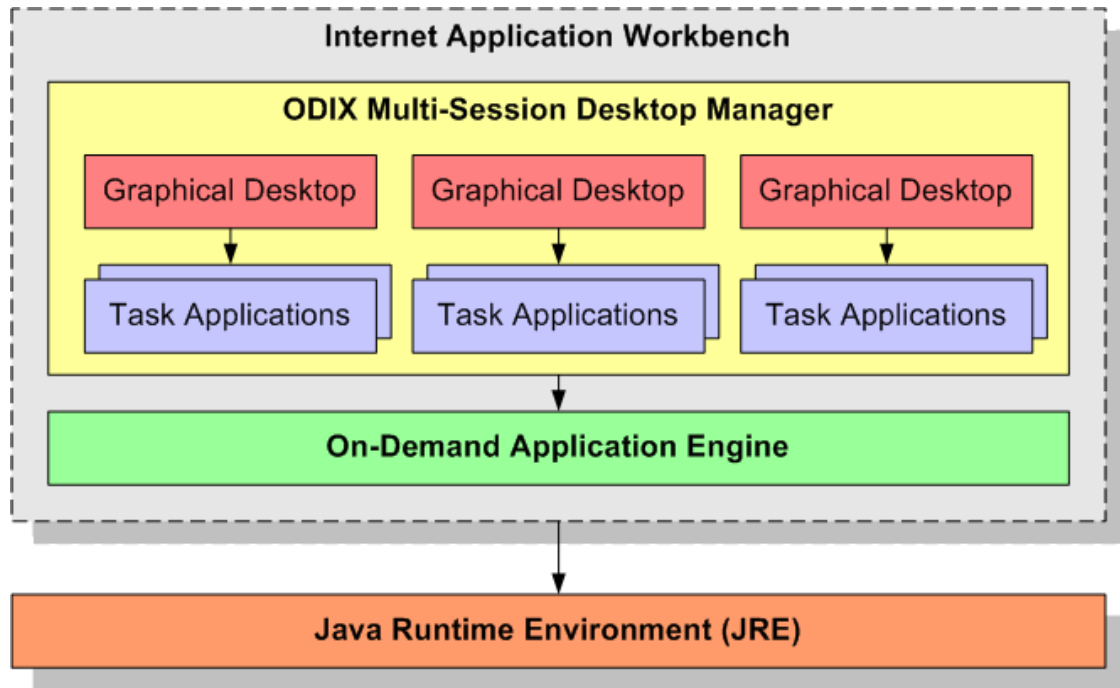 Internet Application Workbench
ODIX Multi-Session Desktop Manager
Graphical Desktop
Graphical Desktop
Graphical Desktop
Task Applications
Task Applications
Task Applications
On-Demand Application Engine
Java Runtime Environment (JRE)